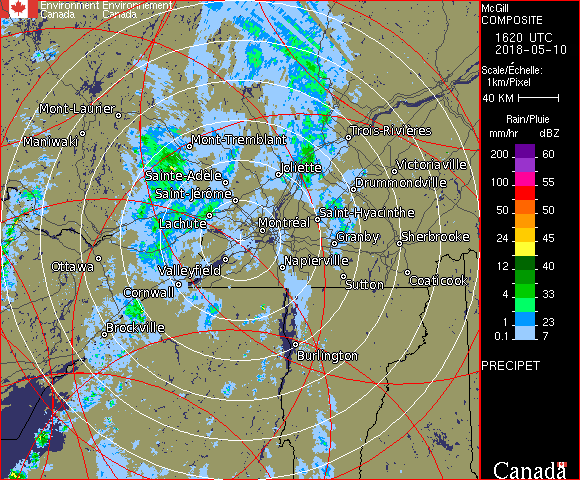 Environment Environnement
Canada Canada
McGill
COMPOSITE
1620 UTC
2018-05-10
Scale/Échelle:
1km/Pixel
40 KM
Rain/Pluie
mm/hr dBZ
200 60
150 57
100 55
50 50
24 45
12 40
4 33
1 23
0.1 7
PRECIPET
Canada
Mont-Laurier
Maniwaki
Mont-Tremblant
Trois-Rivières
Sainte-Adèle
Joliette
Victoriaville
Drummondville
Saint-Jérôme
Saint-Hyacinthe
Lachute
Montréal
Granby
Sherbrooke
Ottawa
Valleyfield
Napierville
Cornwall
Sutton
Coaticook
Brockville
Burlington